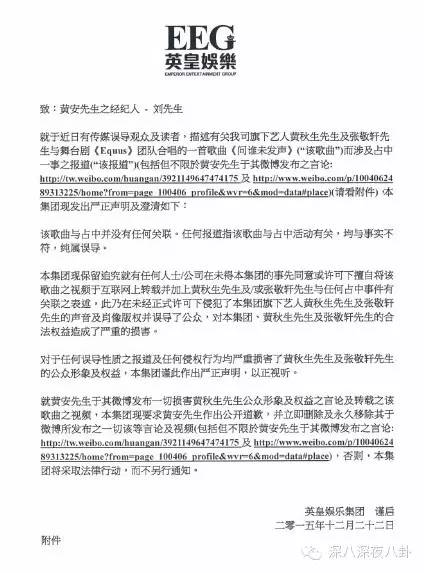 EEG
英皇娛樂
EMPEROR ENTERTAINMENT GROUP
致：黄安先生之经纪人 - 刘先生
就于近日有传媒误导观众及读者，描述有关我司旗下艺人黄秋生先生及张敬轩先
生与舞台剧《Equus》团队合唱的一首歌曲《问谁未发声》(“该歌曲”)而涉及占中
一事之报道(“该报道”)(包括但不限於黄安先生于其微博发布之言论:
http://tw.weibo.com/huangan/3921149647474175 及 http://www.weibo.com/p/10040624
89313225/home?from=page_100406_profile&wvr=6&mod=data#place)(请看附件) ·本
集团现发出严正声明及澄清如下：
该歌曲与占中并没有任何关联。任何报道指该歌曲与占中活动有关，均与事实不
符，纯属误导。
本集团现保留追究就有任何人士/公司在未得本集团的事先同意或许可下擅自将该
歌曲之视频于互联网上转载并加上黄秋生先生及/或张敬轩先生与任何占中事件有
关联之表述，此乃在未经正式许可下侵犯了本集团旗下艺人黄秋生先生及张敬轩
先生的声音及肖像版权并误导了公众，对本集团、黄秋生先生及张敬轩先生的合
法权益造成了严重的损害。
对于任何误导性质之报道及任何侵权行为均严重损害了黄秋生先生及张敬轩先生
的公众形象及权益，本集团谨此作出严正声明，以正视听。
就黄安先生于其微博发布一切损害黄秋生先生公众形象及权益之言论及转载之该
歌曲之视频，本集团现要求黄安先生作出公开道歉，并立即删除及永久移除其于
微博所发布之一切该等言论及视频(包括但不限於黄安先生于其微博发布之言论:
http://tw.weibo.com/huangan/3921149647474175 及 http://www.weibo.com/p/10040624
89313225/home?from=page_100406_profile&wvr=6&mod=data#place)，否则，本集
团将采取法律行动，而不另行通知。
英皇娱乐集团 谨启
二零一五年十二月二十二日
附件
深八深夜八卦